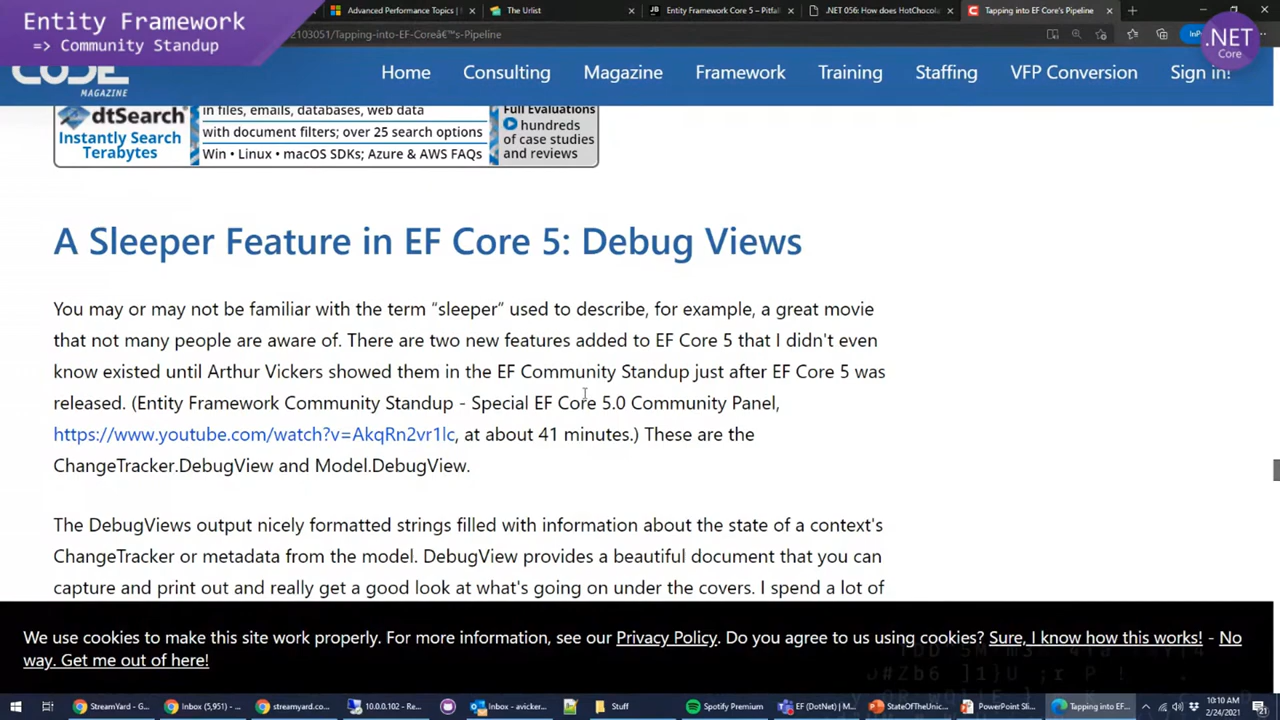 Entity Framework
=> Community Standup
Advanced Performance Topics |
The Urlist
Entity Framework Core 5 – Pitfal
.NET 056: How does HotChocolat
Tapping into EF Core's Pipeline
2103051/Tapping-into-EF-Coreâ€™s-Pipeline
.NET
Core
CODE
MAGAZINE
Home
Consulting
Magazine
Framework
Training
Staffing
VFP Conversion
Sign in!
dtSearch
Instantly Search
Terabytes
in files, emails, databases, web data
with document filters; over 25 search options
Win • Linux • macOS SDKs; Azure & AWS FAQs
Full Evaluations
hundreds
of case studies
and reviews
A Sleeper Feature in EF Core 5: Debug Views
You may or may not be familiar with the term “sleeper” used to describe, for example, a great movie
that not many people are aware of. There are two new features added to EF Core 5 that I didn't even
know existed until Arthur Vickers showed them in the EF Community Standup just after EF Core 5 was
released. (Entity Framework Community Standup - Special EF Core 5.0 Community Panel,
https://www.youtube.com/watch?v=AkqRn2vr1lc, at about 41 minutes.) These are the
ChangeTracker.DebugView and Model.DebugView.
The DebugViews output nicely formatted strings filled with information about the state of a context's
ChangeTracker or metadata from the model. DebugView provides a beautiful document that you can
capture and print out and really get a good look at what's going on under the covers. I spend a lot of
We use cookies to make this site work properly. For more information, see our Privacy Policy. Do you agree to us using cookies? Sure, I know how this works! - No
way. Get me out of here!
StreamYard - Goo...
Inbox (5,951) - ...
streamyard.co...
10.0.0.102 - Re...
Inbox - avicker...
Stuff
Spotify Premium
EF (DotNet) | M...
StateOfTheUnic...
PowerPoint Sli...
Tapping into EF...
10:10 AM
2/24/2021